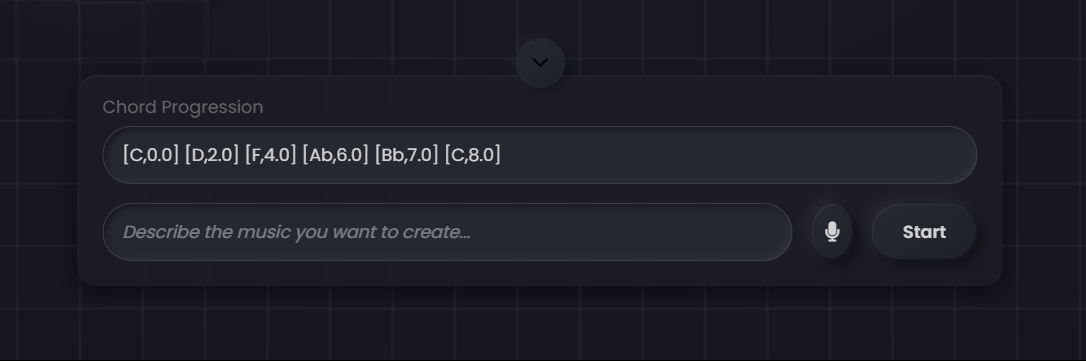 Chord Progression
[C,0.0] [D,2.0] [F,4.0] [Ab,6.0] [Bb,7.0] [C,8.0]
Describe the music you want to create...
Start